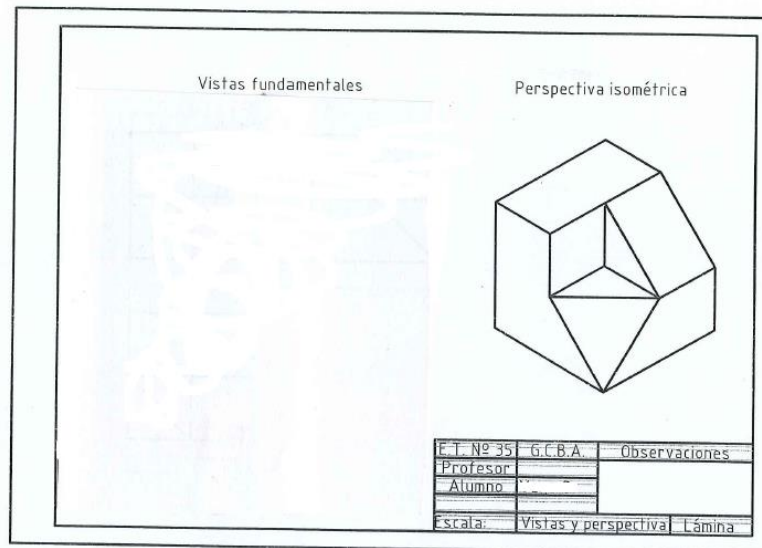 Vistas fundamentales
Perspectiva isométrica
E.T. Nº 35 G.C.B.A. Observaciones
Profesor
Alumno
Escala: Vistas y perspectiva Lámina